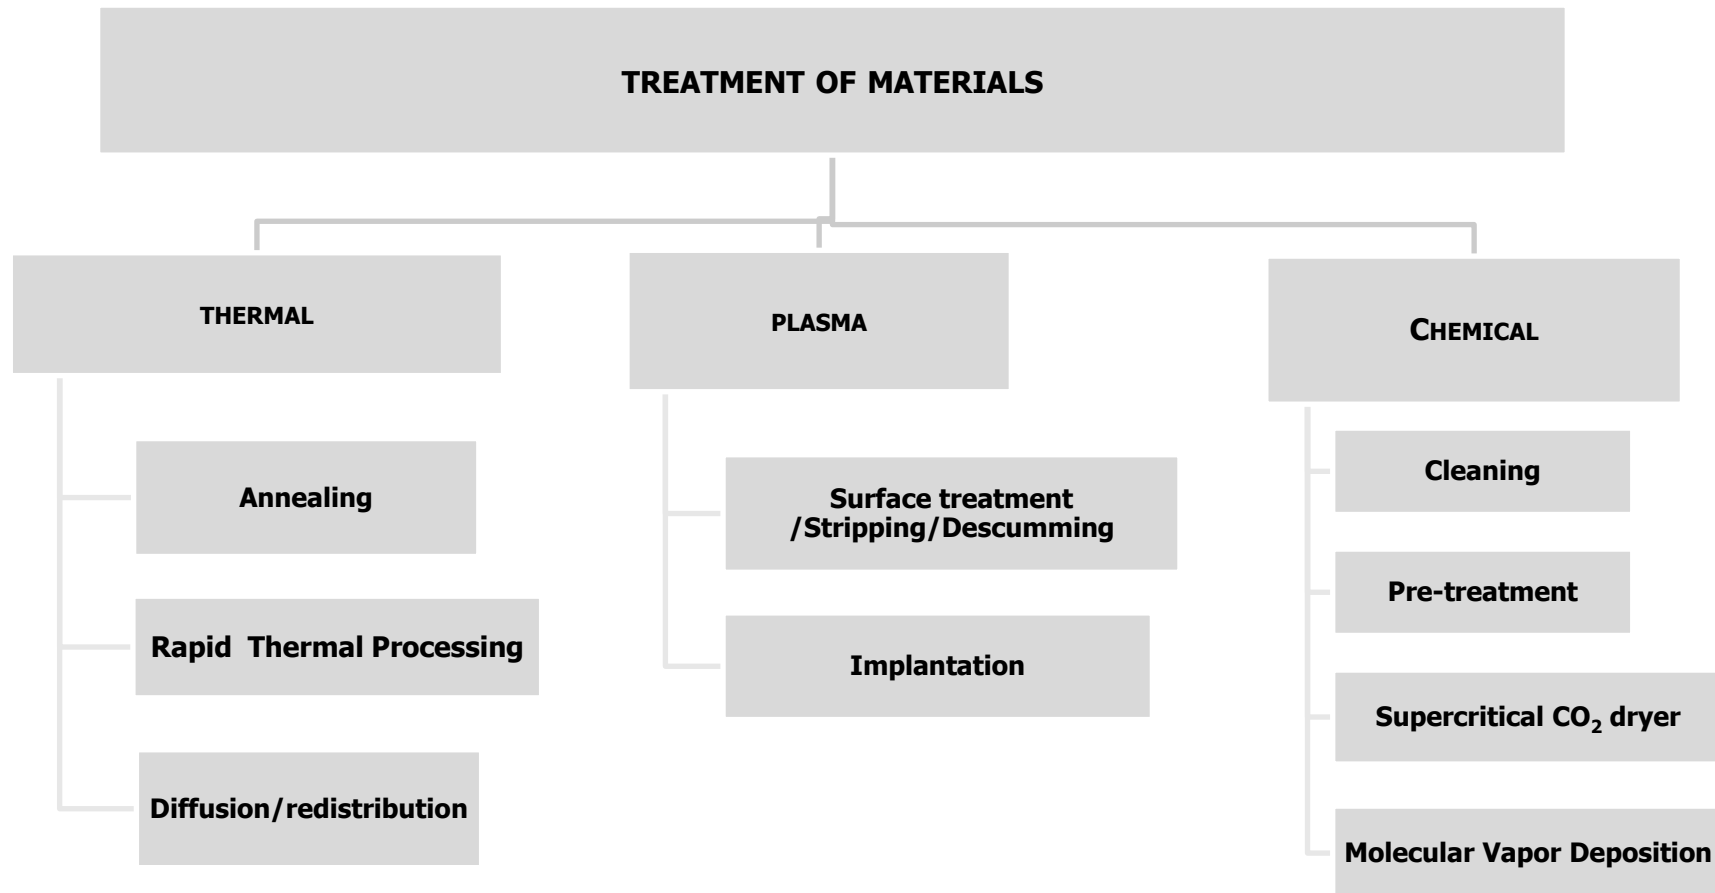 TREATMENT OF MATERIALS
THERMAL
Annealing
Rapid Thermal Processing
Diffusion/redistribution
PLASMA
Surface treatment
/Stripping/Descumming
Implantation
CHEMICAL
Cleaning
Pre-treatment
Supercritical CO₂ dryer
Molecular Vapor Deposition